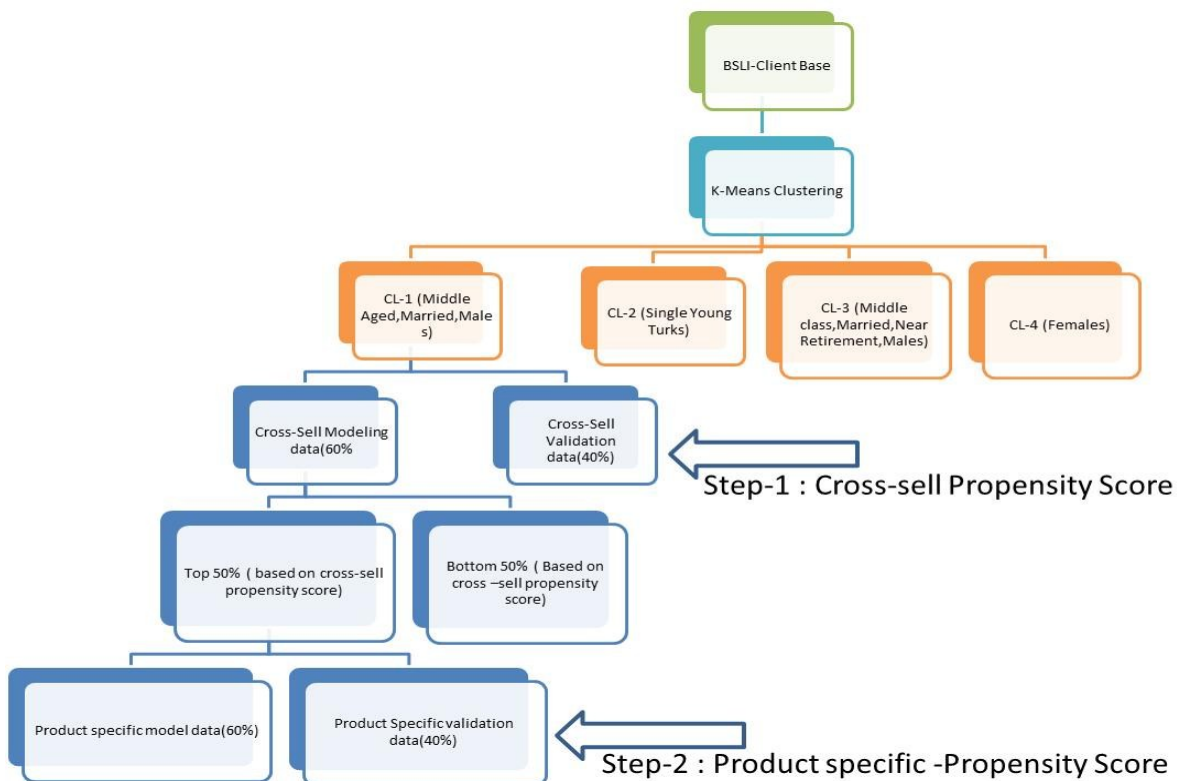 BSLI-Client Base
K-Means Clustering
CL-1 (Middle
Aged,Married,Male
s)
CL-2 (Single Young
Turks)
CL-3 (Middle
class,Married,Near
Retirement,Males)
CL-4 (Females)
Cross-Sell Modeling
data(60%
Cross-Sell
Validation
data(40%)
Step-1 : Cross-sell Propensity Score
Top 50% ( based on cross-sell
propensity score)
Bottom 50% ( Based on
cross –sell propensity
score)
Product specific model data(60%)
Product Specific validation
data(40%)
Step-2 : Product specific -Propensity Score